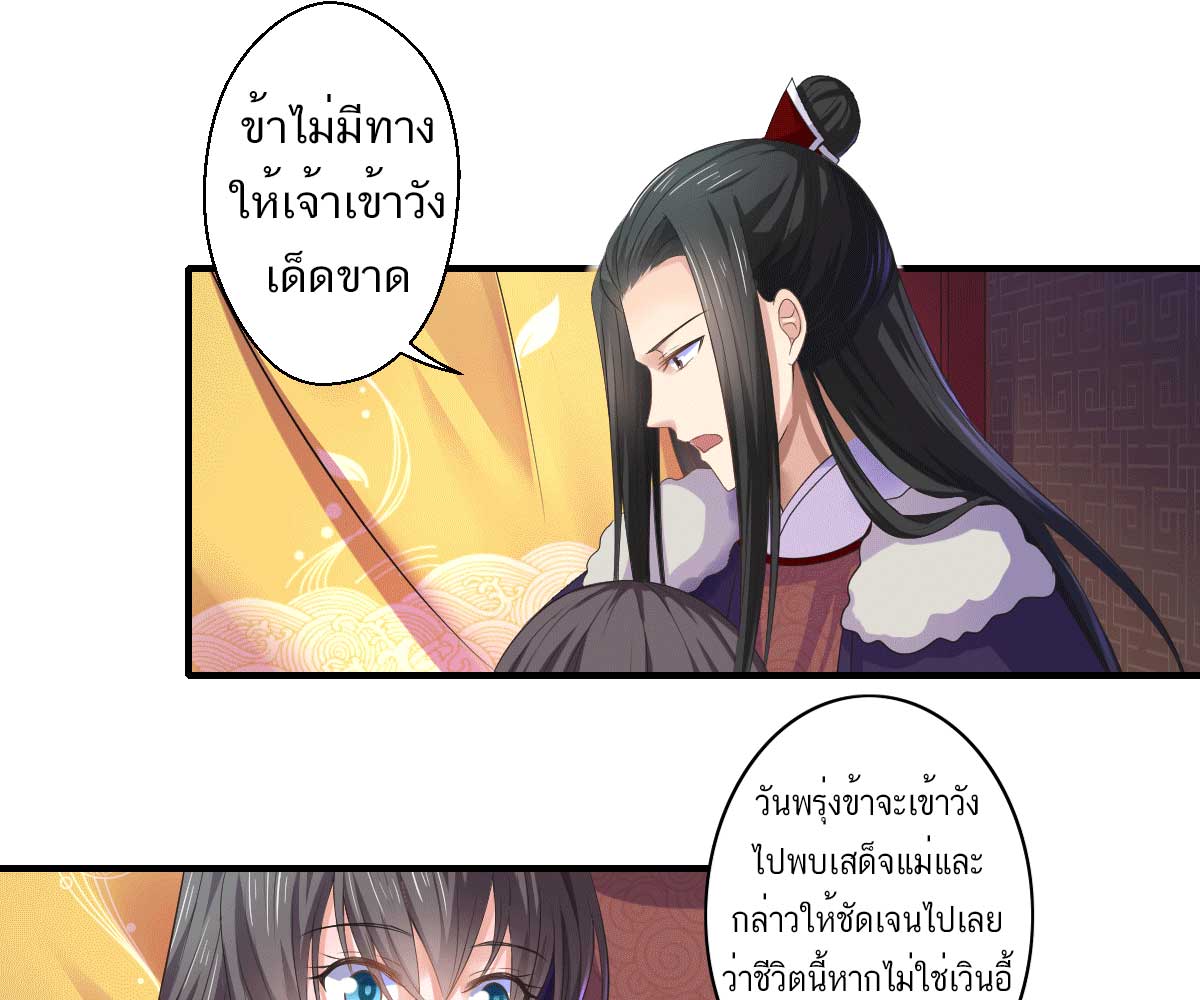 ข้าไม่มีทาง
ให้เจ้าเข้าวัง
เด็ดขาด
วันพรุ่งข้าจะเข้าวัง
ไปพบเสด็จแม่และ
กล่าวให้ชัดเจนไปเลย
ว่าชีวิตนี้หากไม่ใช่เวินอี้